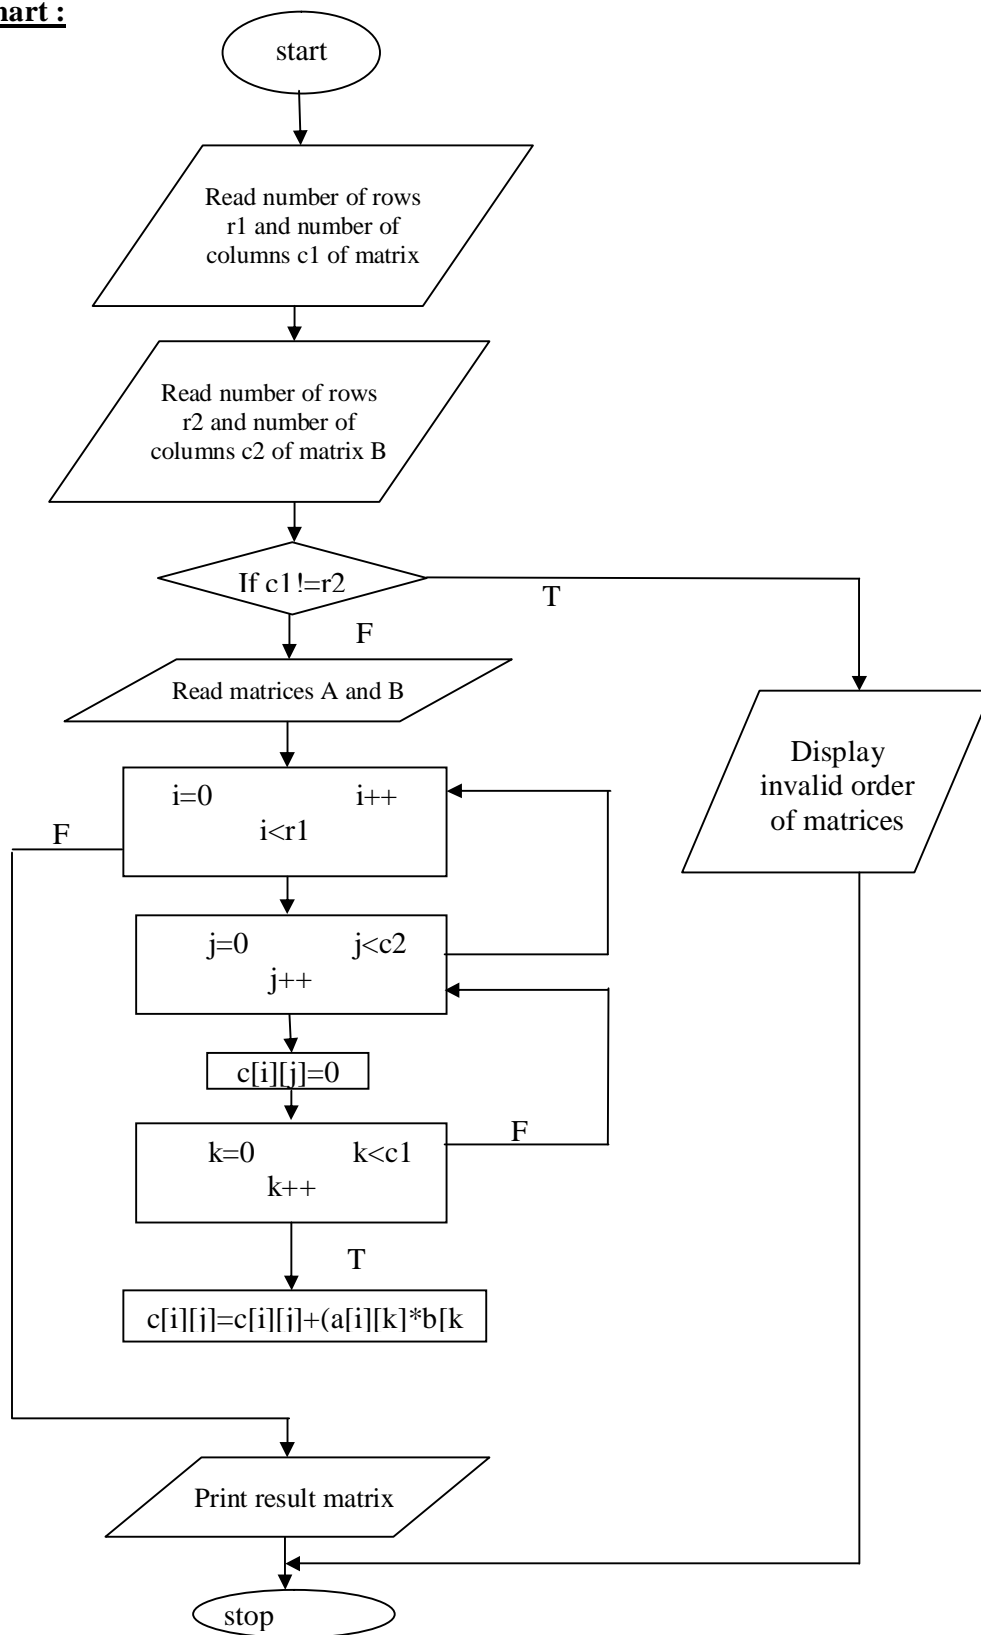 hart :
start
Read number of rows
r1 and number of
columns c1 of matrix
Read number of rows
r2 and number of
columns c2 of matrix B
If c1!=r2
T
F
Read matrices A and B
Display
invalid order
of matrices
i=0 i++
i<r1
F
j=0 j<c2
j++
c[i][j]=0
k=0 k<c1
k++
F
T
c[i][j]=c[i][j]+(a[i][k]*b[k
Print result matrix
stop